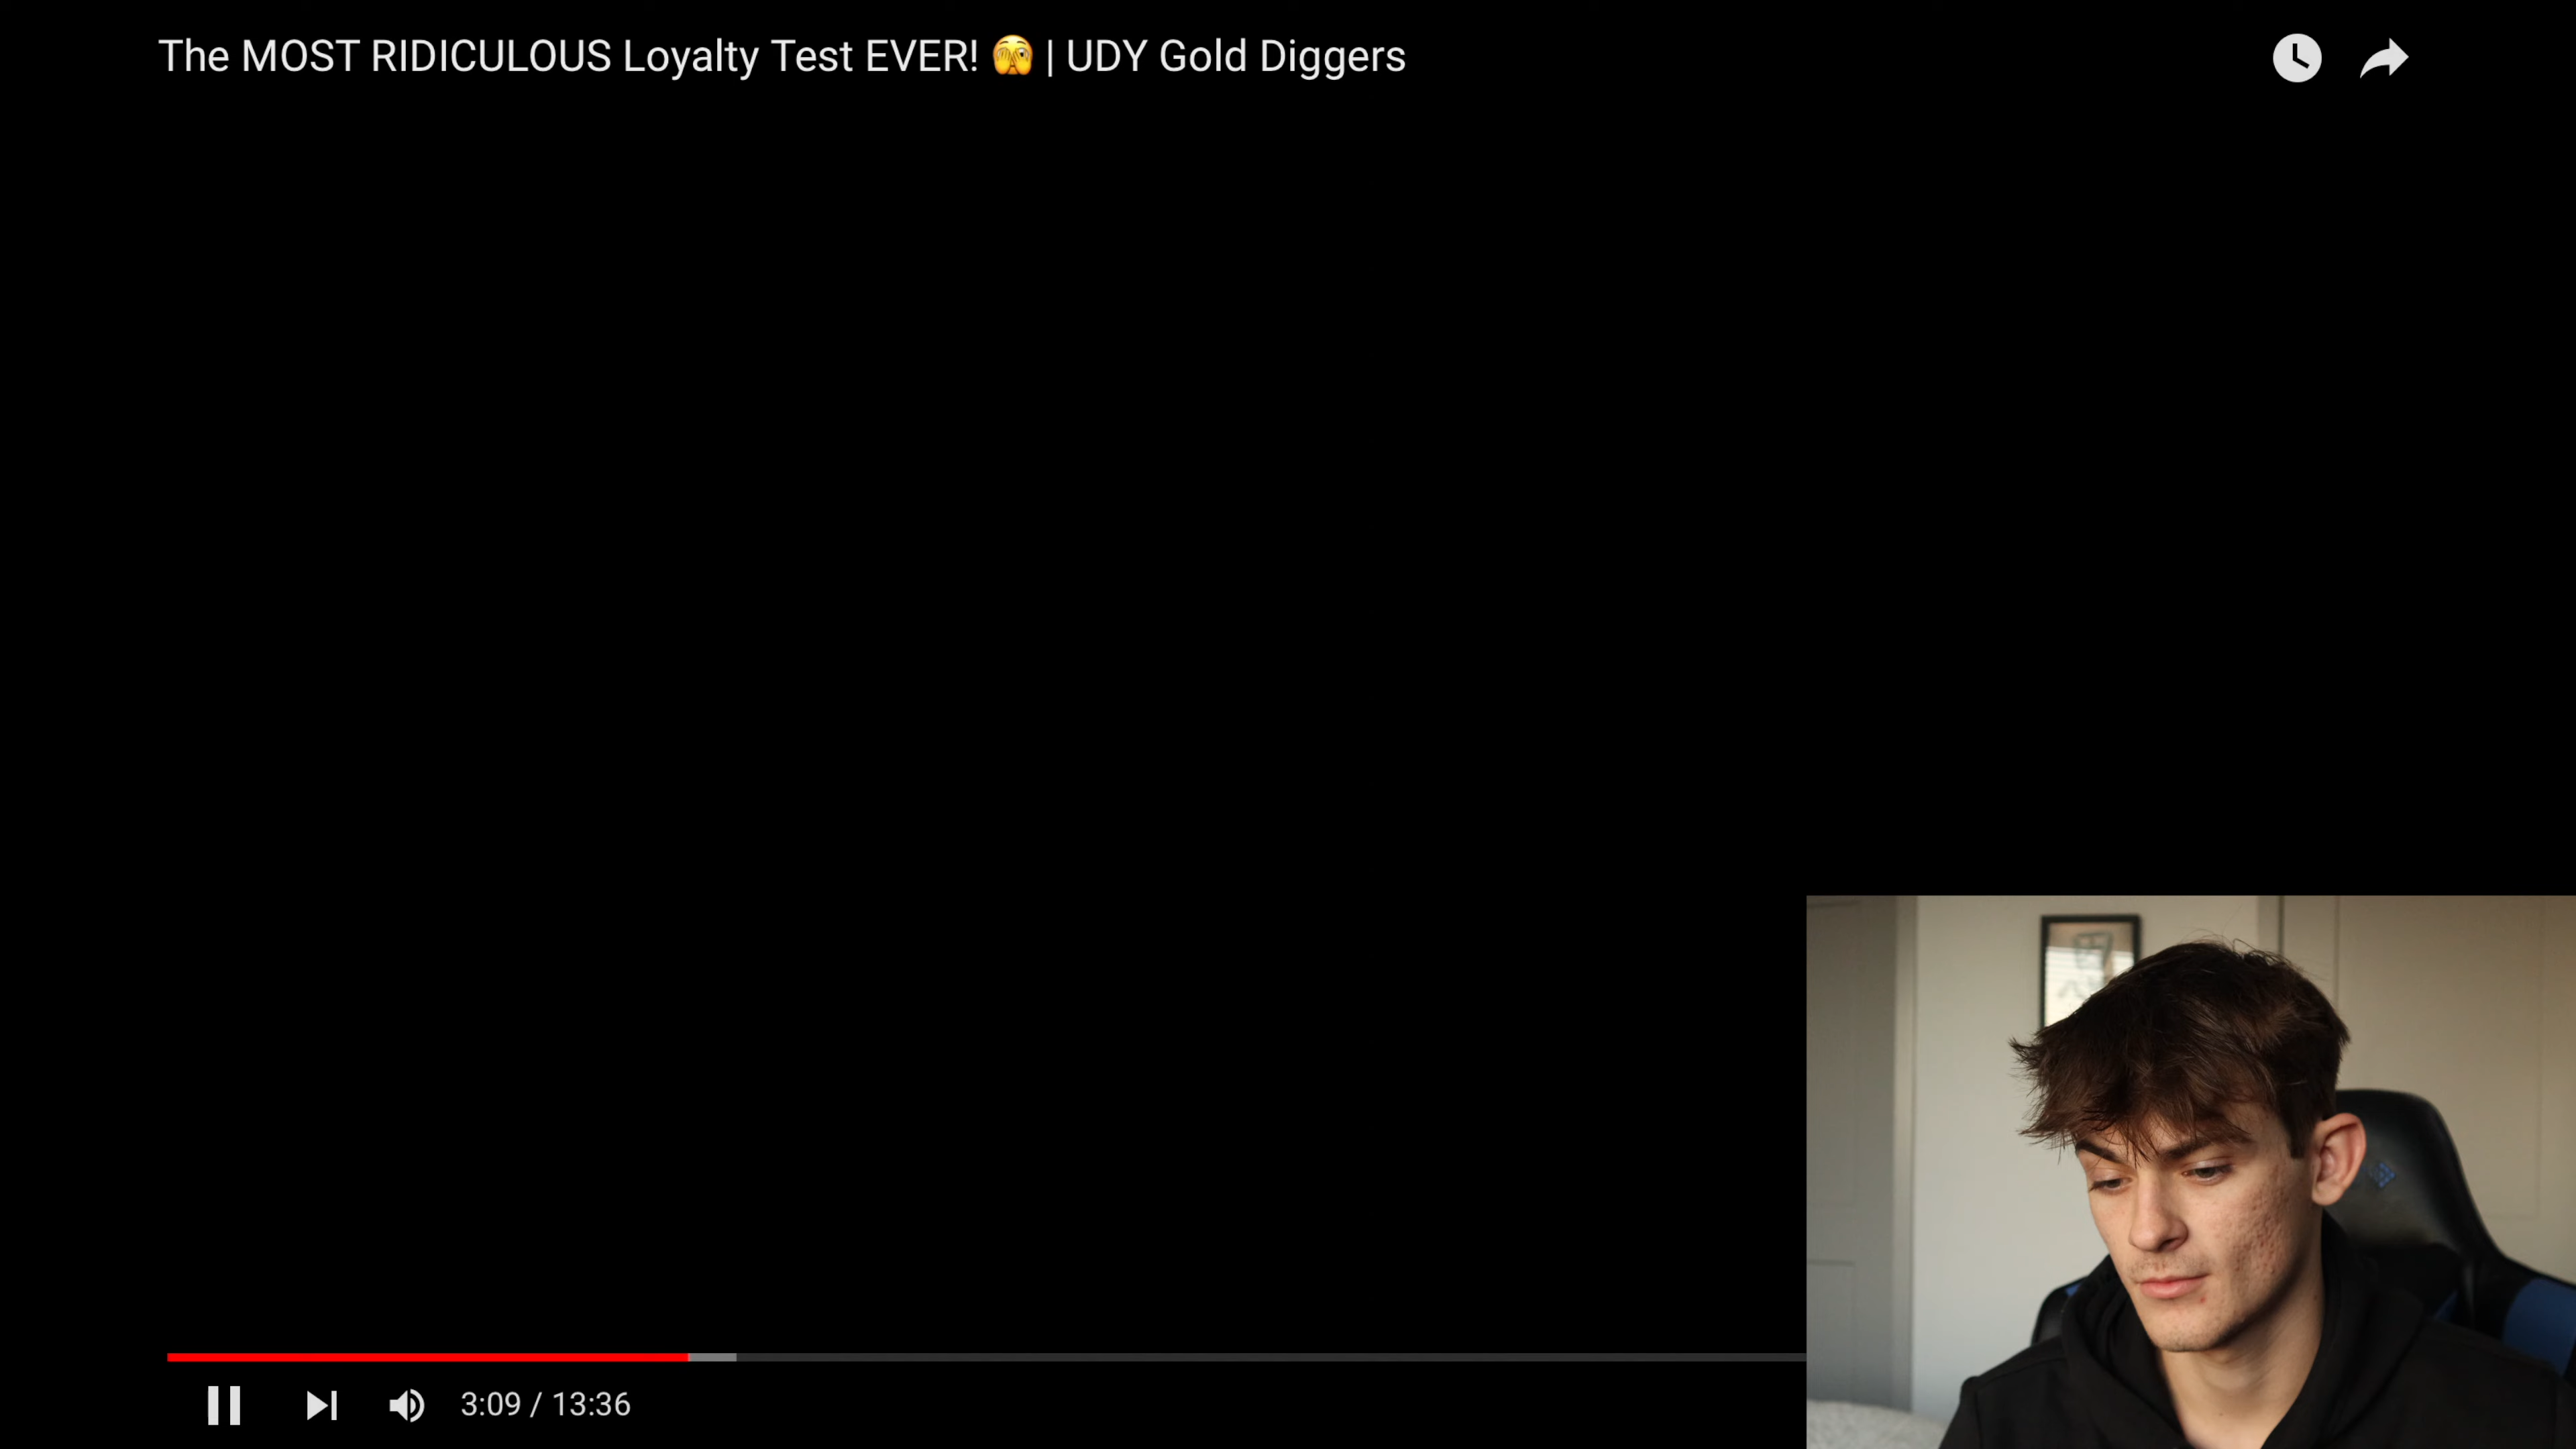 The MOST RIDICULOUS Loyalty Test EVER! 🫣 | UDY Gold Diggers
3:09 / 13:36